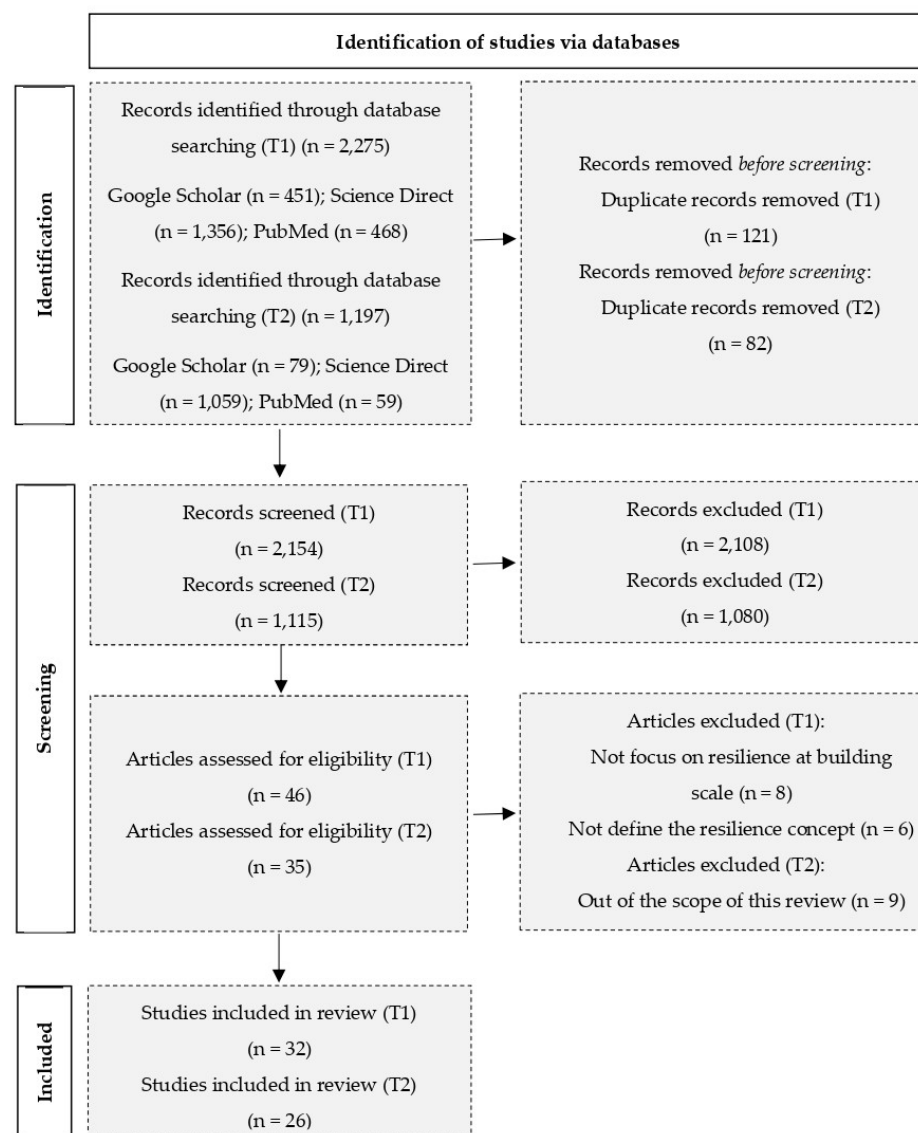 Identification of studies via databases
Identification
Records identified through database
searching (T1) (n = 2,275)
Google Scholar (n = 451); Science Direct
(n = 1,356); PubMed (n = 468)
Records identified through database
searching (T2) (n = 1,197)
Google Scholar (n = 79); Science Direct
(n = 1,059); PubMed (n = 59)
Records removed before screening:
Duplicate records removed (T1)
(n = 121)
Records removed before screening:
Duplicate records removed (T2)
(n = 82)
Screening
Records screened (T1)
(n = 2,154)
Records screened (T2)
(n = 1,115)
Records excluded (T1)
(n = 2,108)
Records excluded (T2)
(n = 1,080)
Articles assessed for eligibility (T1)
(n = 46)
Articles assessed for eligibility (T2)
(n = 35)
Articles excluded (T1):
Not focus on resilience at building
scale (n = 8)
Not define the resilience concept (n = 6)
Articles excluded (T2):
Out of the scope of this review (n = 9)
Included
Studies included in review (T1)
(n = 32)
Studies included in review (T2)
(n = 26)